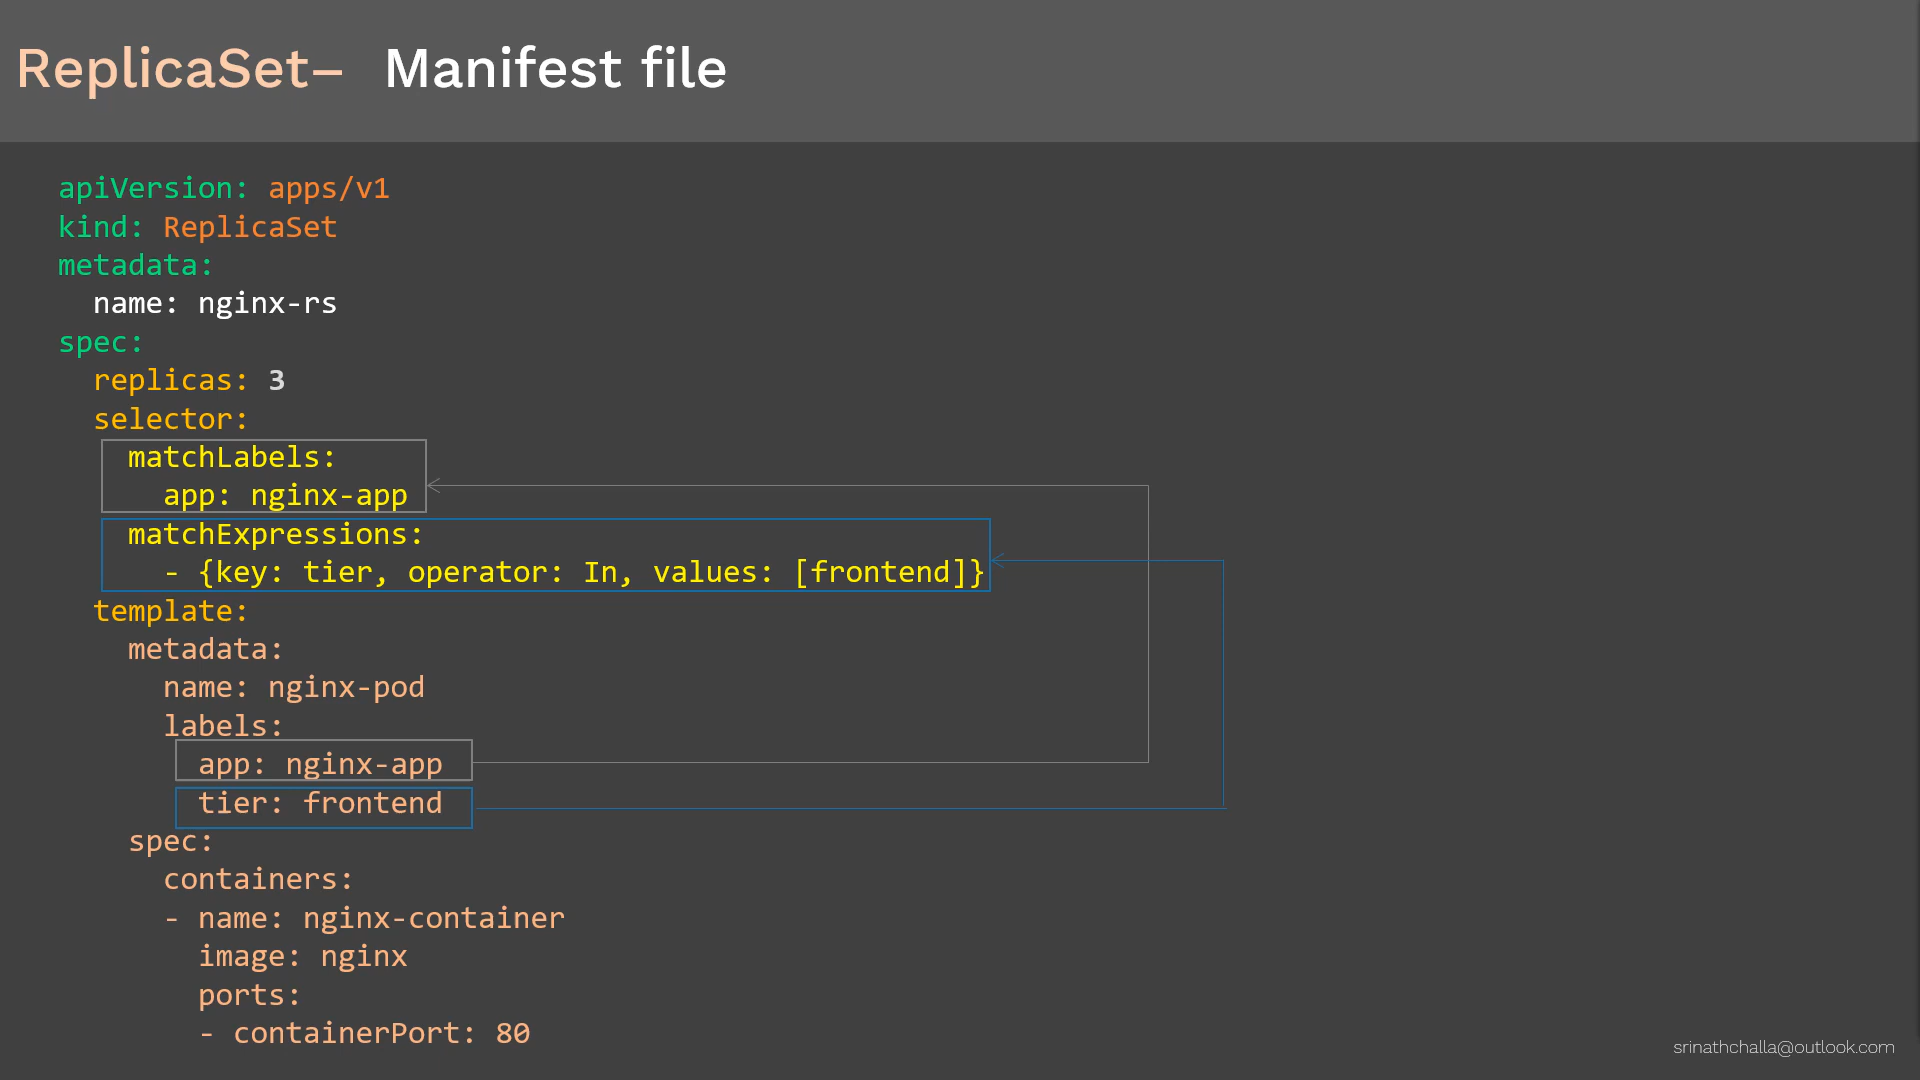 ReplicaSet– Manifest file
apiVersion: apps/v1
kind: ReplicaSet
metadata:
  name: nginx-rs
spec:
  replicas: 3
  selector:
    matchLabels:
      app: nginx-app
    matchExpressions:
      - {key: tier, operator: In, values: [frontend]}
  template:
    metadata:
      name: nginx-pod
      labels:
        app: nginx-app
        tier: frontend
    spec:
      containers:
      - name: nginx-container
        image: nginx
        ports:
        - containerPort: 80
srinathchalla@outlook.com